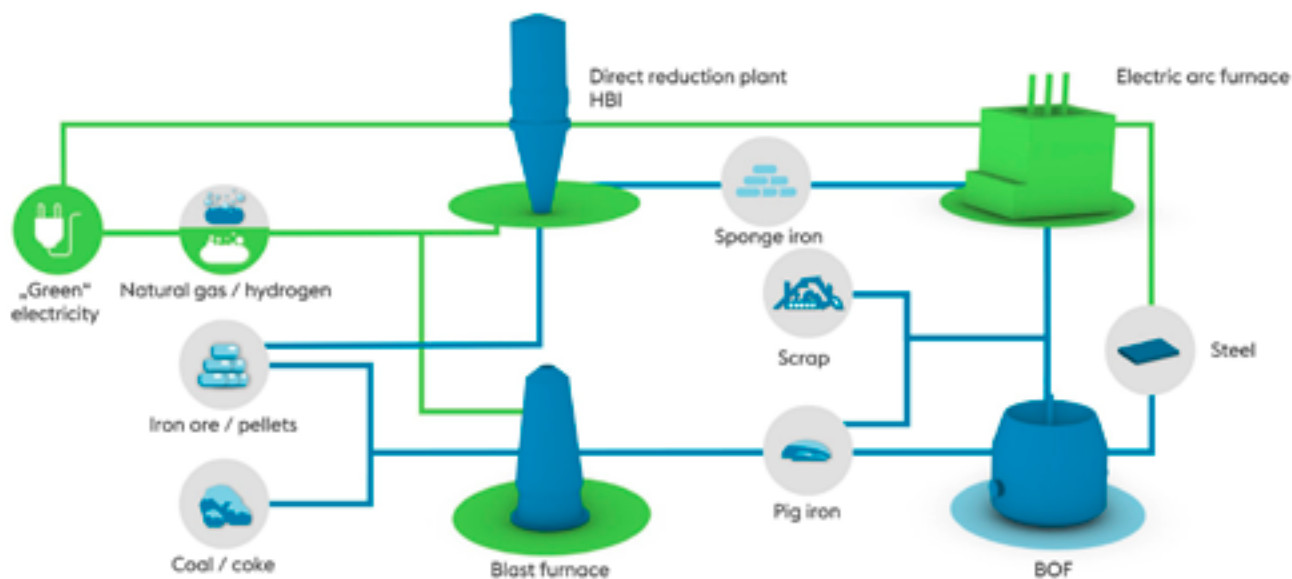 Direct reduction plant
HBI
Electric arc furnace
Sponge iron
„Green“
electricity
Natural gas / hydrogen
Scrap
Steel
Iron ore / pellets
Pig iron
Coal / coke
Blast furnace
BOF